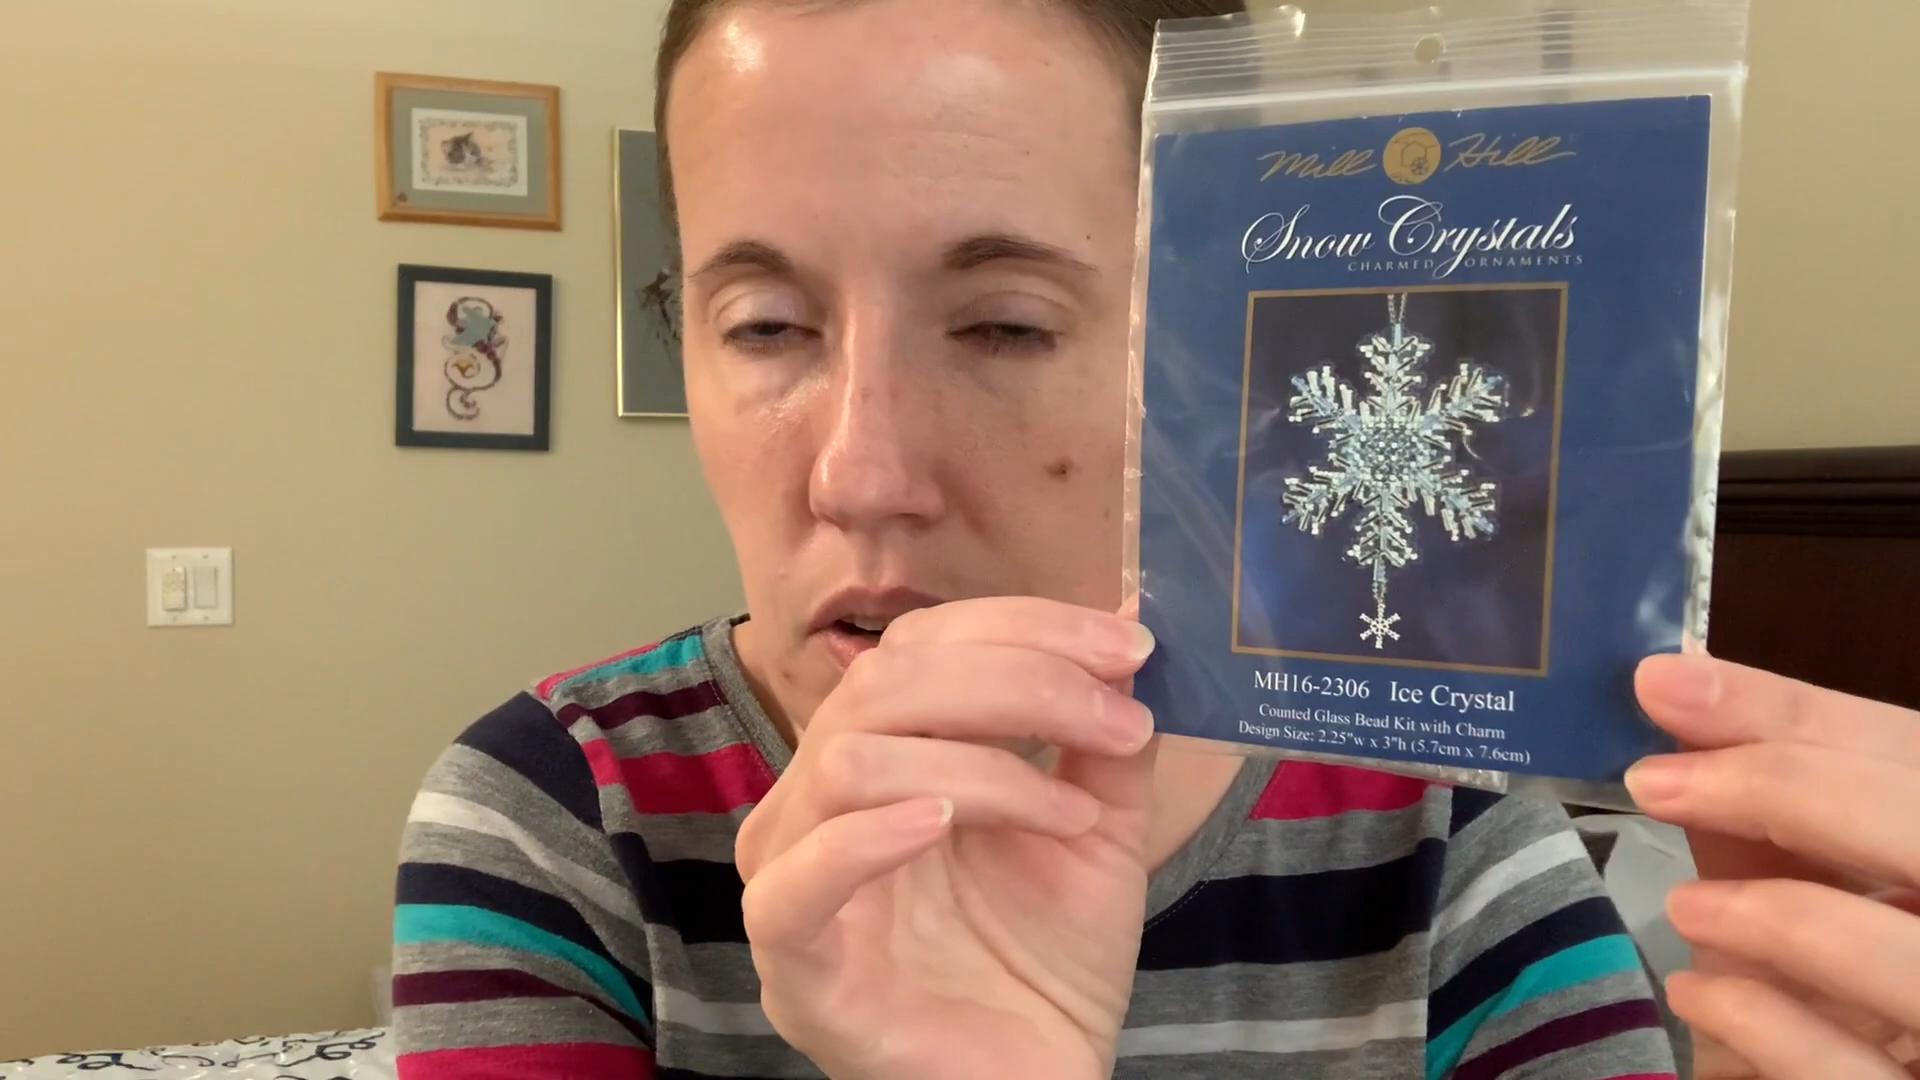 Mill Hill
Snow Crystals
CHARMED ORNAMENTS
MH16-2306 Ice Crystal
Counted Glass Bead Kit with Charm
Design Size: 2.25"w x 3"h (5.7cm x 7.6cm)